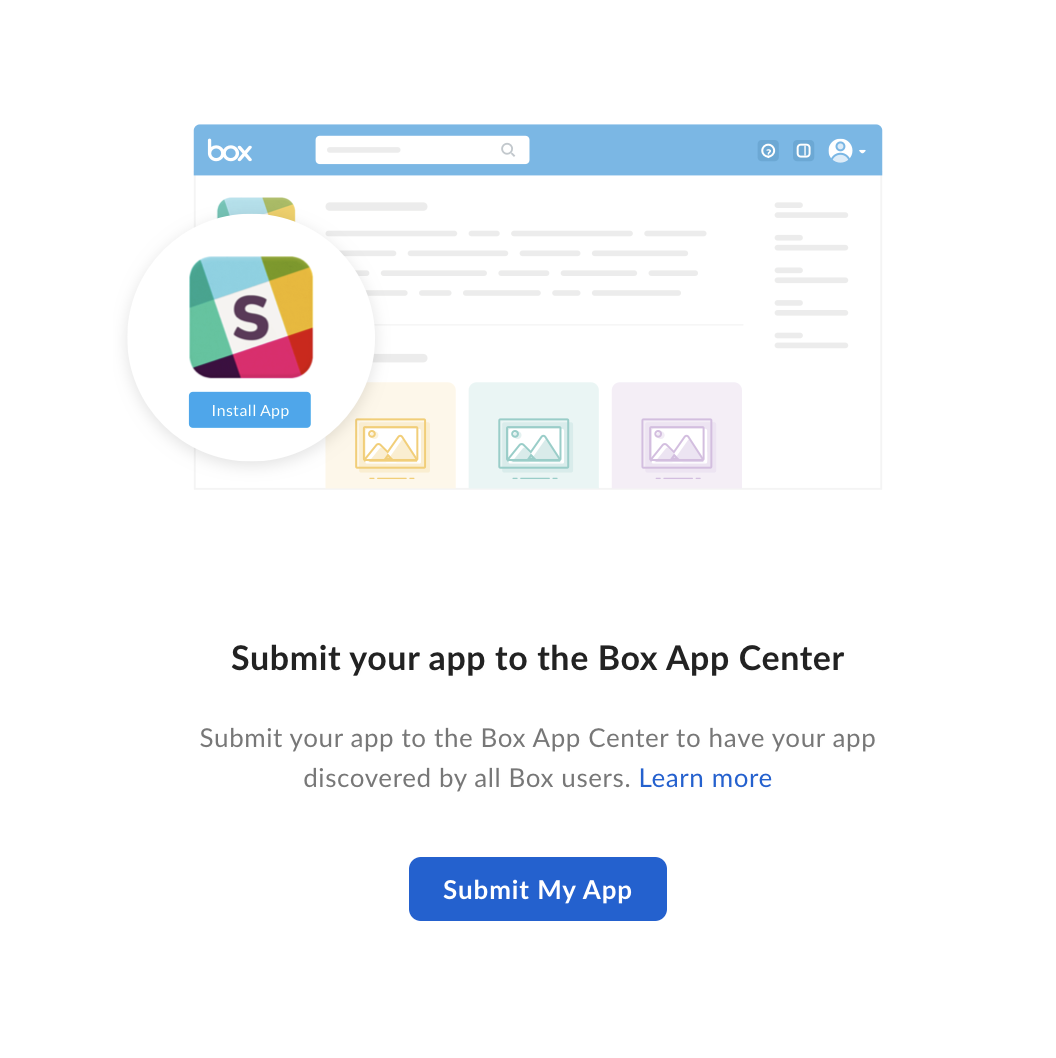 box
S
Install App
Submit your app to the Box App Center
Submit your app to the Box App Center to have your app
discovered by all Box users. Learn more
Submit My App